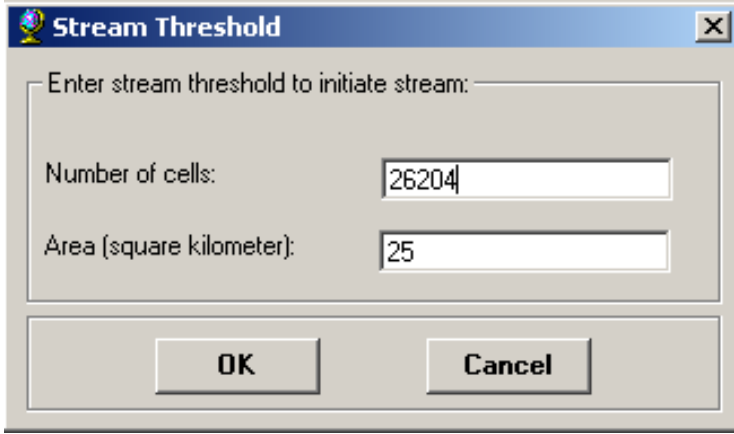 Stream Threshold
Enter stream threshold to initiate stream:
Number of cells: 26204
Area (square kilometer): 25
OK Cancel